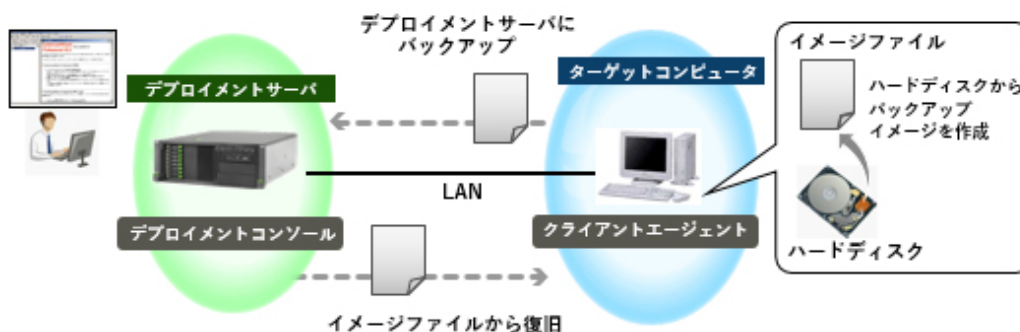 デプロイメントサーバに
バックアップ
デプロイメントサーバ
ターゲットコンピュータ
イメージファイル
ハードディスクから
バックアップ
イメージを作成
LAN
デプロイメントコンソール
クライアントエージェント
ハードディスク
イメージファイルから復旧